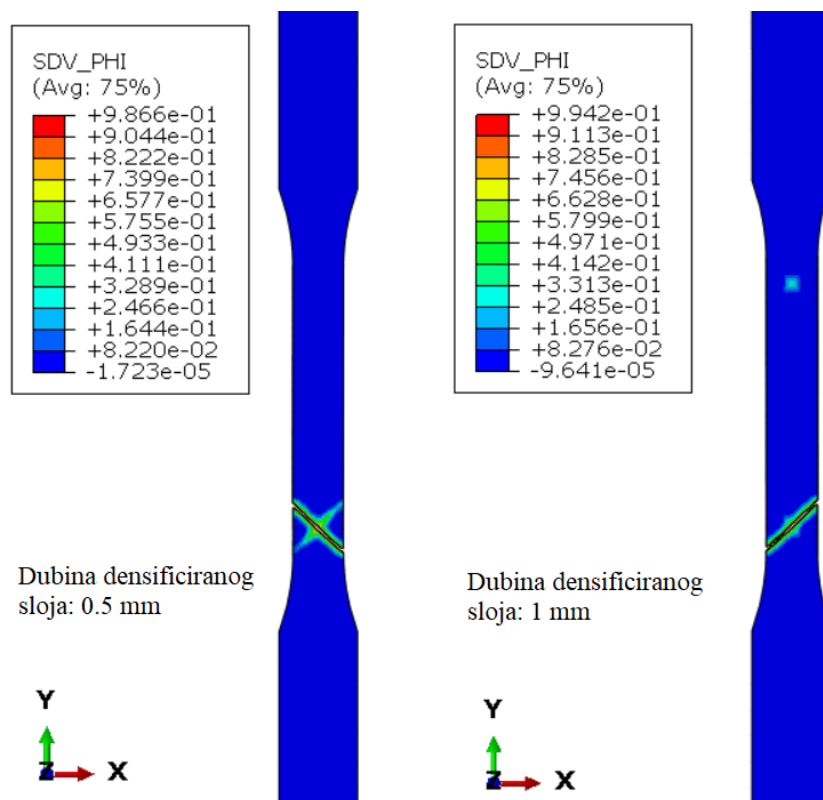 SDV_PHI
(Avg: 75%)
+9.866e-01
+9.044e-01
+8.222e-01
+7.399e-01
+6.577e-01
+5.755e-01
+4.933e-01
+4.111e-01
+3.289e-01
+2.466e-01
+1.644e-01
+8.220e-02
-1.723e-05
Dubina densificiranog
sloja: 0.5 mm
Y
Z
X
SDV_PHI
(Avg: 75%)
+9.942e-01
+9.113e-01
+8.285e-01
+7.456e-01
+6.628e-01
+5.799e-01
+4.971e-01
+4.142e-01
+3.313e-01
+2.485e-01
+1.656e-01
+8.276e-02
-9.641e-05
Dubina densificiranog
sloja: 1 mm
Y
Z
X